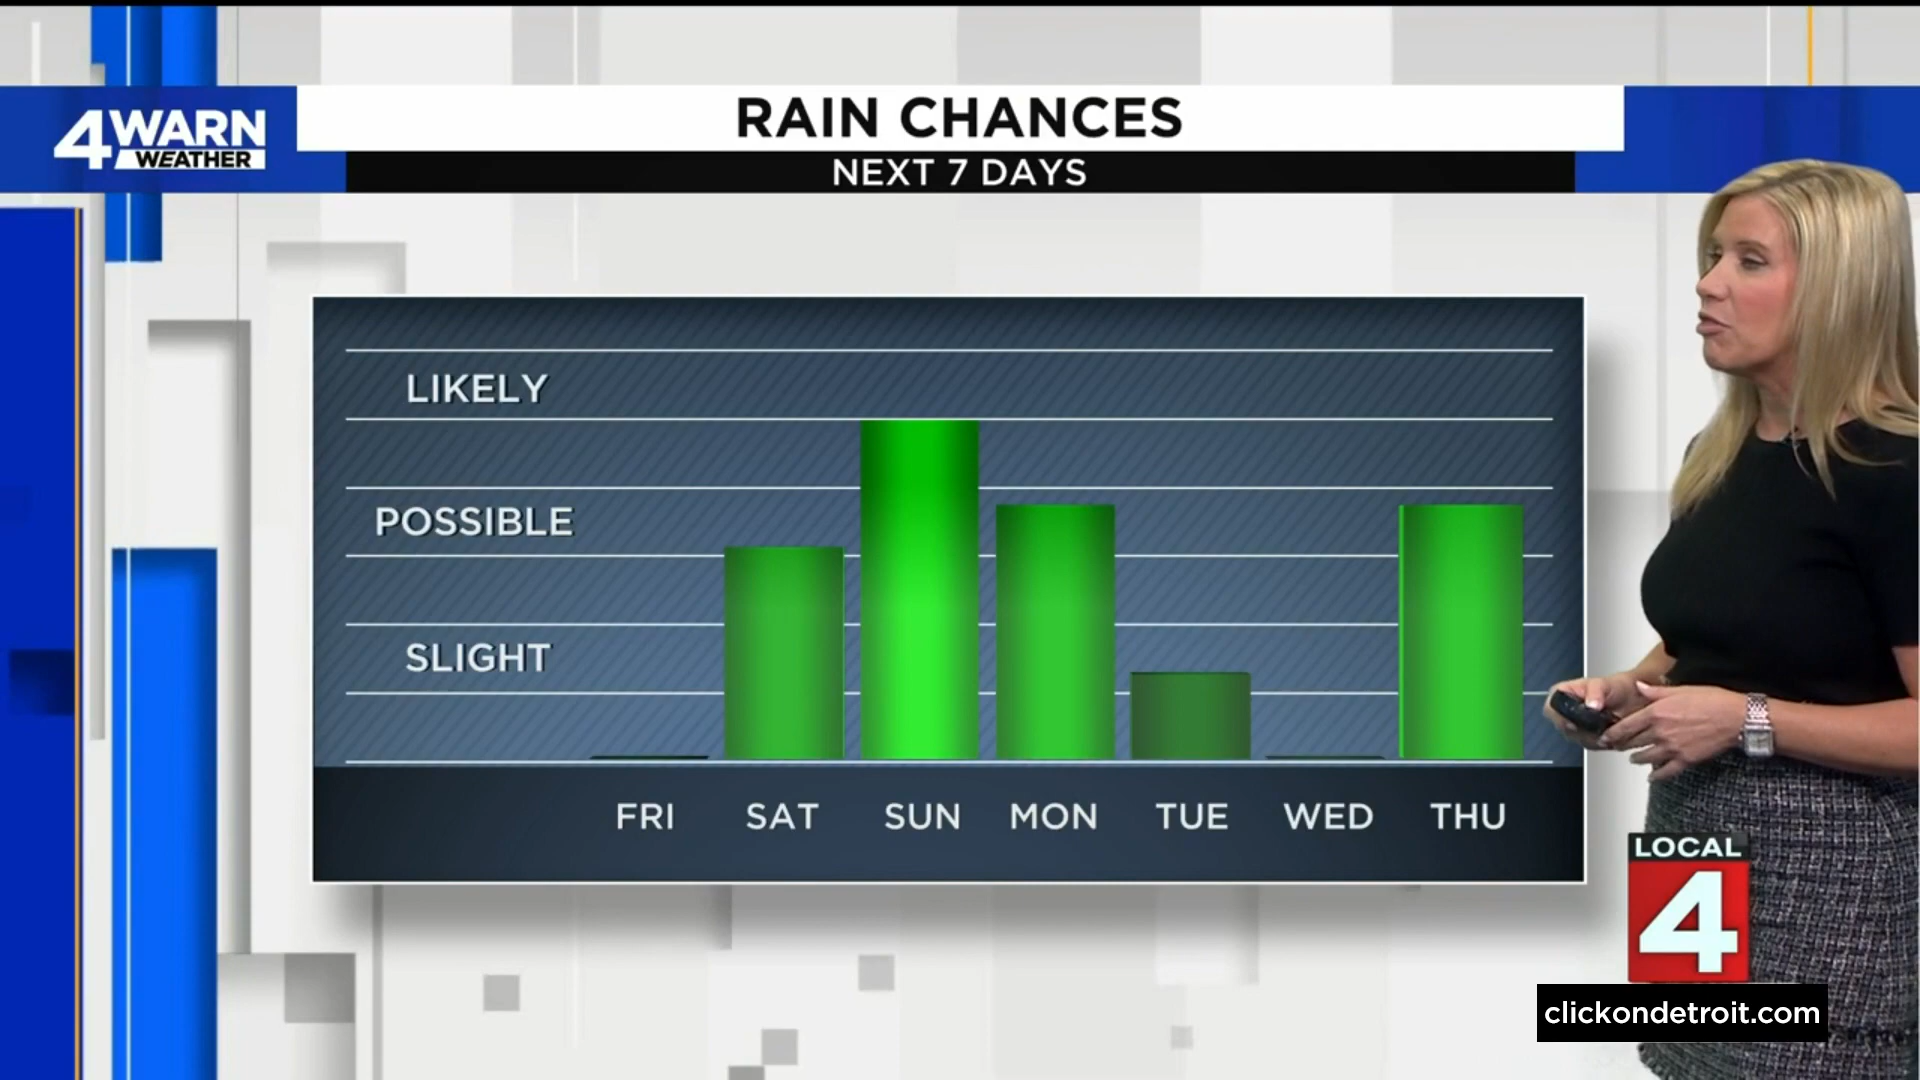 4WARN
WEATHER
RAIN CHANCES
NEXT 7 DAYS
LIKELY
POSSIBLE
SLIGHT
FRI SAT SUN MON TUE WED THU
LOCAL
4
clickondetroit.com